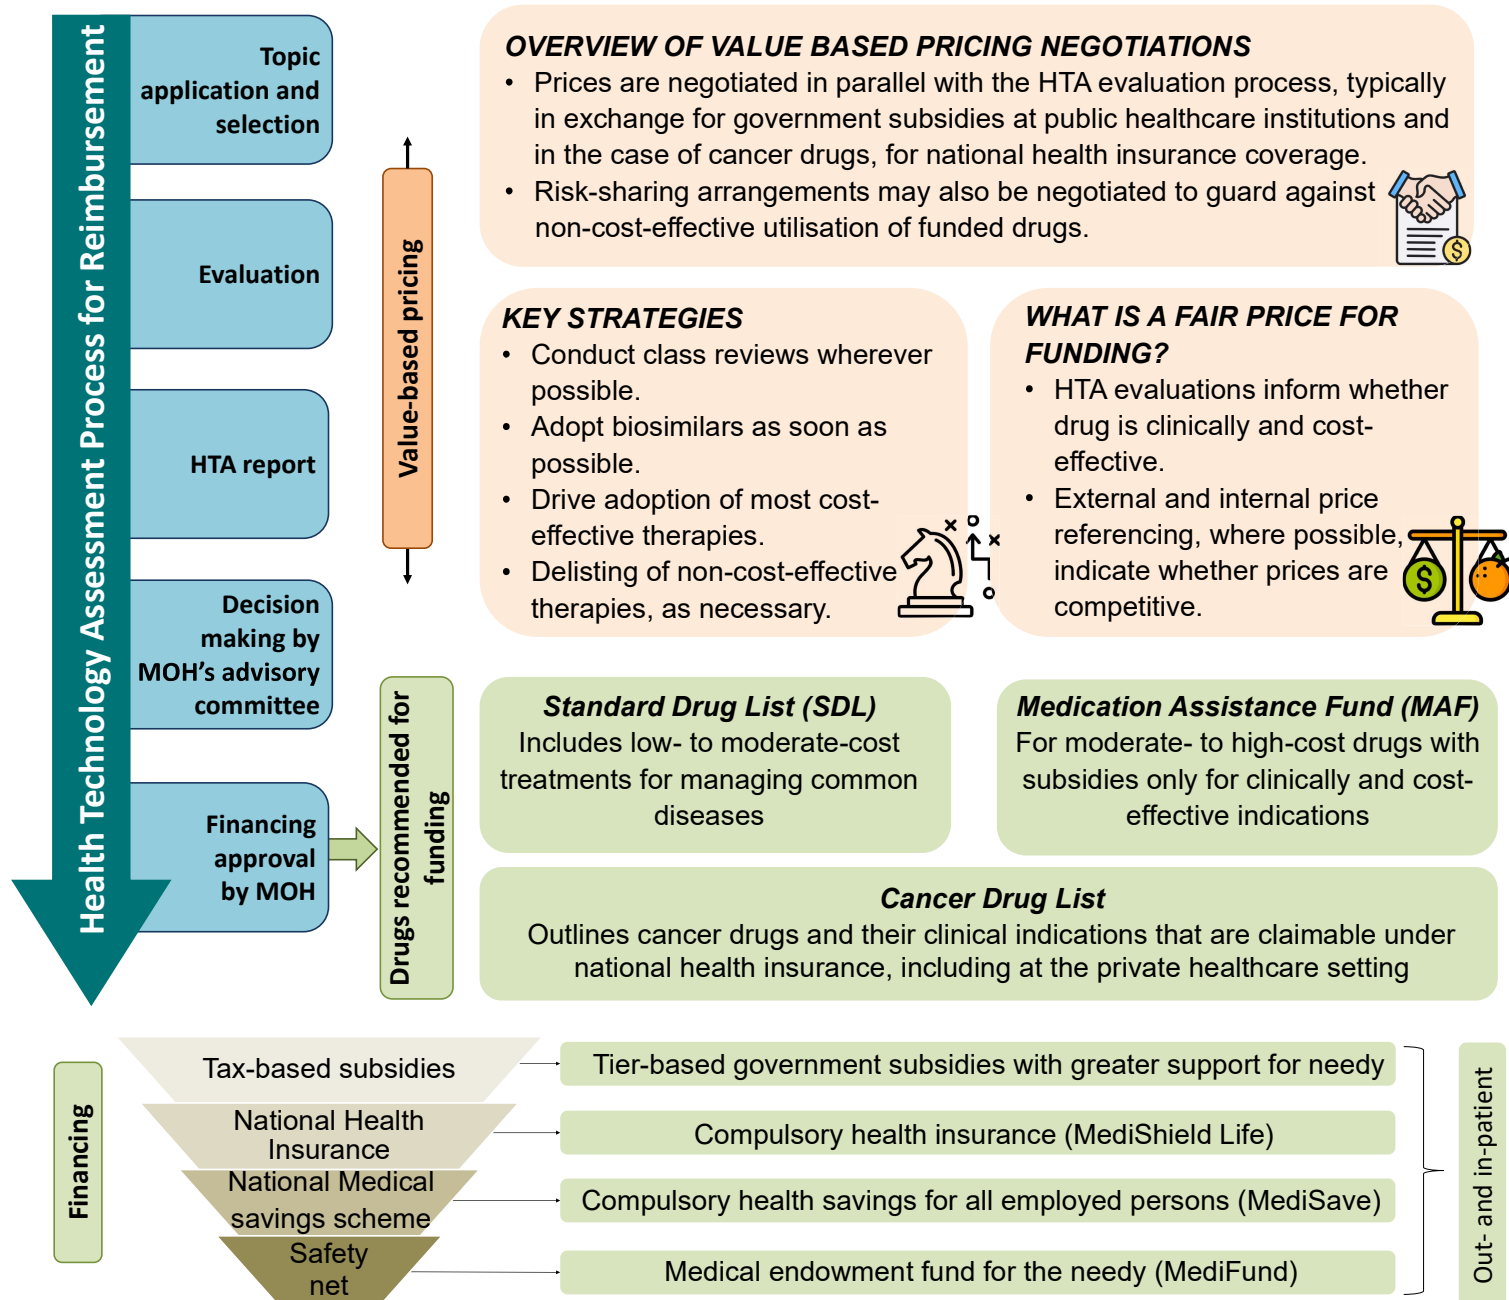 Health Technology Assessment Process for Reimbursement
Topic
application and
selection
Evaluation
HTA report
Decision
making by
MOH’s advisory
committee
Financing
approval
by MOH
Value-based pricing
OVERVIEW OF VALUE BASED PRICING NEGOTIATIONS
• Prices are negotiated in parallel with the HTA evaluation process, typically
in exchange for government subsidies at public healthcare institutions and
in the case of cancer drugs, for national health insurance coverage.
• Risk-sharing arrangements may also be negotiated to guard against
non-cost-effective utilisation of funded drugs.
$
KEY STRATEGIES
• Conduct class reviews wherever
possible.
• Adopt biosimilars as soon as
possible.
• Drive adoption of most cost-
effective therapies.
• Delisting of non-cost-effective
therapies, as necessary.
WHAT IS A FAIR PRICE FOR
FUNDING?
• HTA evaluations inform whether
drug is clinically and cost-
effective.
• External and internal price
referencing, where possible,
indicate whether prices are
competitive.
$
Drugs recommended for
funding
Standard Drug List (SDL)
Includes low- to moderate-cost
treatments for managing common
diseases
Medication Assistance Fund (MAF)
For moderate- to high-cost drugs with
subsidies only for clinically and cost-
effective indications
Cancer Drug List
Outlines cancer drugs and their clinical indications that are claimable under
national health insurance, including at the private healthcare setting
Financing
Tax-based subsidies
Tier-based government subsidies with greater support for needy
National Health
Insurance
Compulsory health insurance (MediShield Life)
National Medical
savings scheme
Compulsory health savings for all employed persons (MediSave)
Safety
net
Medical endowment fund for the needy (MediFund)
Out- and in-patient